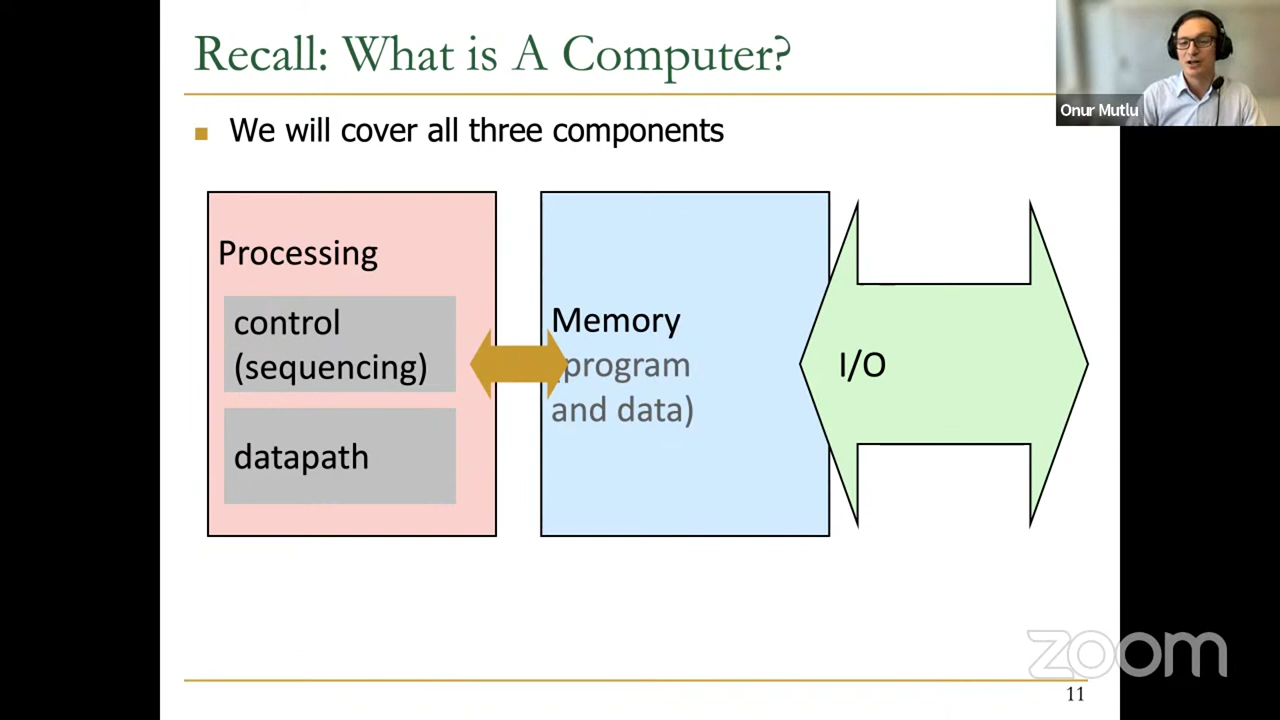 Recall: What is A Computer?
Onur Mutlu
We will cover all three components
Processing
control
(sequencing)
datapath
Memory
(program
and data)
I/O
zoom
11